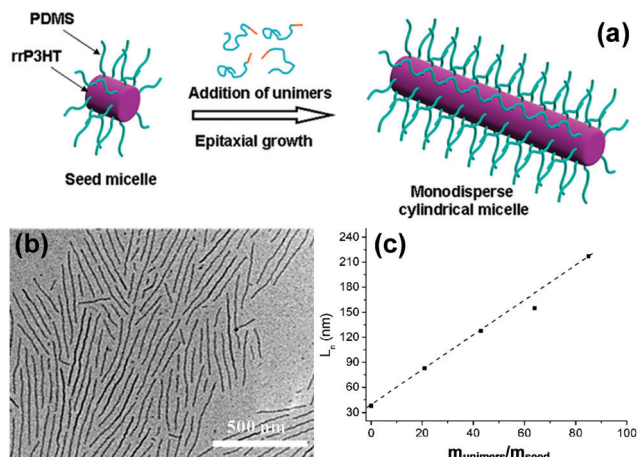 PDMS
rrP3HT
Addition of unimers
Epitaxial growth
(a)
Seed micelle
Monodisperse
cylindrical micelle
(b)
500 nm
(c)
240
210
180
150
120
90
60
30
Ln (nm)
0 20 40 60 80 100
munimers/mseed